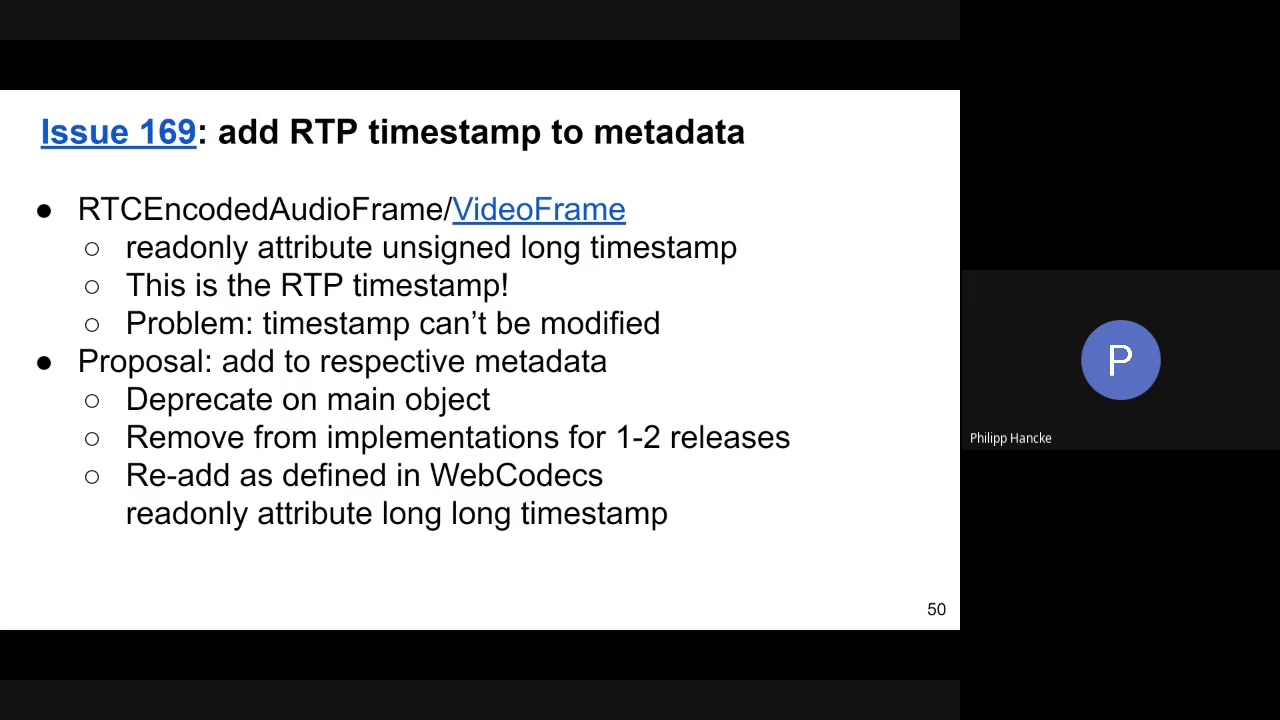 Issue 169: add RTP timestamp to metadata
● RTCEncodedAudioFrame/VideoFrame
○ readonly attribute unsigned long timestamp
○ This is the RTP timestamp!
○ Problem: timestamp can’t be modified
● Proposal: add to respective metadata
○ Deprecate on main object
○ Remove from implementations for 1-2 releases
○ Re-add as defined in WebCodecs
readonly attribute long long timestamp
50
P
Philipp Hancke